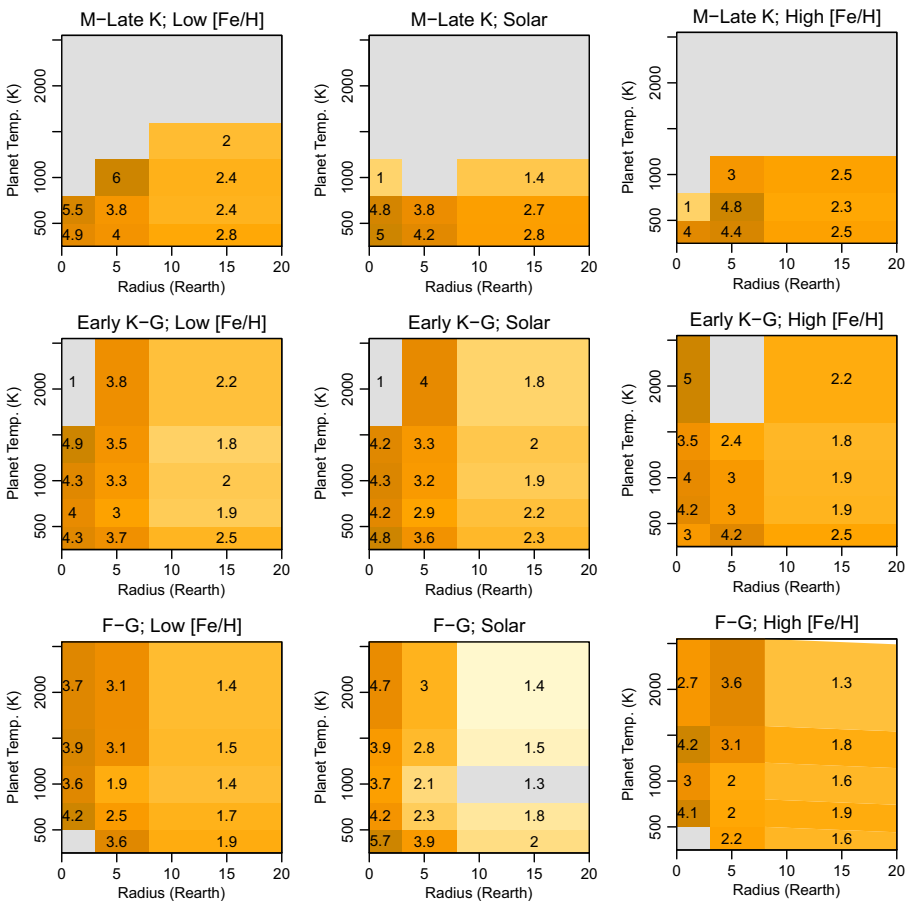 M−Late K; Low [Fe/H]
Planet Temp. (K)
2000
1000
500
2
6 2.4
5.5 3.8 2.4
4.9 4 2.8
0 5 10 15 20
Radius (Rearth)
M−Late K; Solar
Planet Temp. (K)
2000
1000
500
1 1.4
4.8 3.8 2.7
5 4.2 2.8
0 5 10 15 20
Radius (Rearth)
M−Late K; High [Fe/H]
Planet Temp. (K)
2000
1000
500
3 2.5
1 4.8 2.3
4 4.4 2.5
0 5 10 15 20
Radius (Rearth)
Early K−G; Low [Fe/H]
Planet Temp. (K)
2000
1000
500
1 3.8 2.2
4.9 3.5 1.8
4.3 3.3 2
4 3 1.9
4.3 3.7 2.5
0 5 10 15 20
Radius (Rearth)
Early K−G; Solar
Planet Temp. (K)
2000
1000
500
1 4 1.8
4.2 3.3 2
4.3 3.2 1.9
4.2 2.9 2.2
4.8 3.6 2.3
0 5 10 15 20
Radius (Rearth)
Early K−G; High [Fe/H]
Planet Temp. (K)
2000
1000
500
5 2.2
3.5 2.4 1.8
4 3 1.9
4.2 3 1.9
3 4.2 2.5
0 5 10 15 20
Radius (Rearth)
F−G; Low [Fe/H]
Planet Temp. (K)
2000
1000
500
3.7 3.1 1.4
3.9 3.1 1.5
3.6 1.9 1.4
4.2 2.5 1.7
3.6 1.9
0 5 10 15 20
Radius (Rearth)
F−G; Solar
Planet Temp. (K)
2000
1000
500
4.7 3 1.4
3.9 2.8 1.5
3.7 2.1 1.3
4.2 2.3 1.8
5.7 3.9 2
0 5 10 15 20
Radius (Rearth)
F−G; High [Fe/H]
Planet Temp. (K)
2000
1000
500
2.7 3.6 1.3
4.2 3.1 1.8
3 2 1.6
4.1 2 1.9
2.2 1.6
0 5 10 15 20
Radius (Rearth)